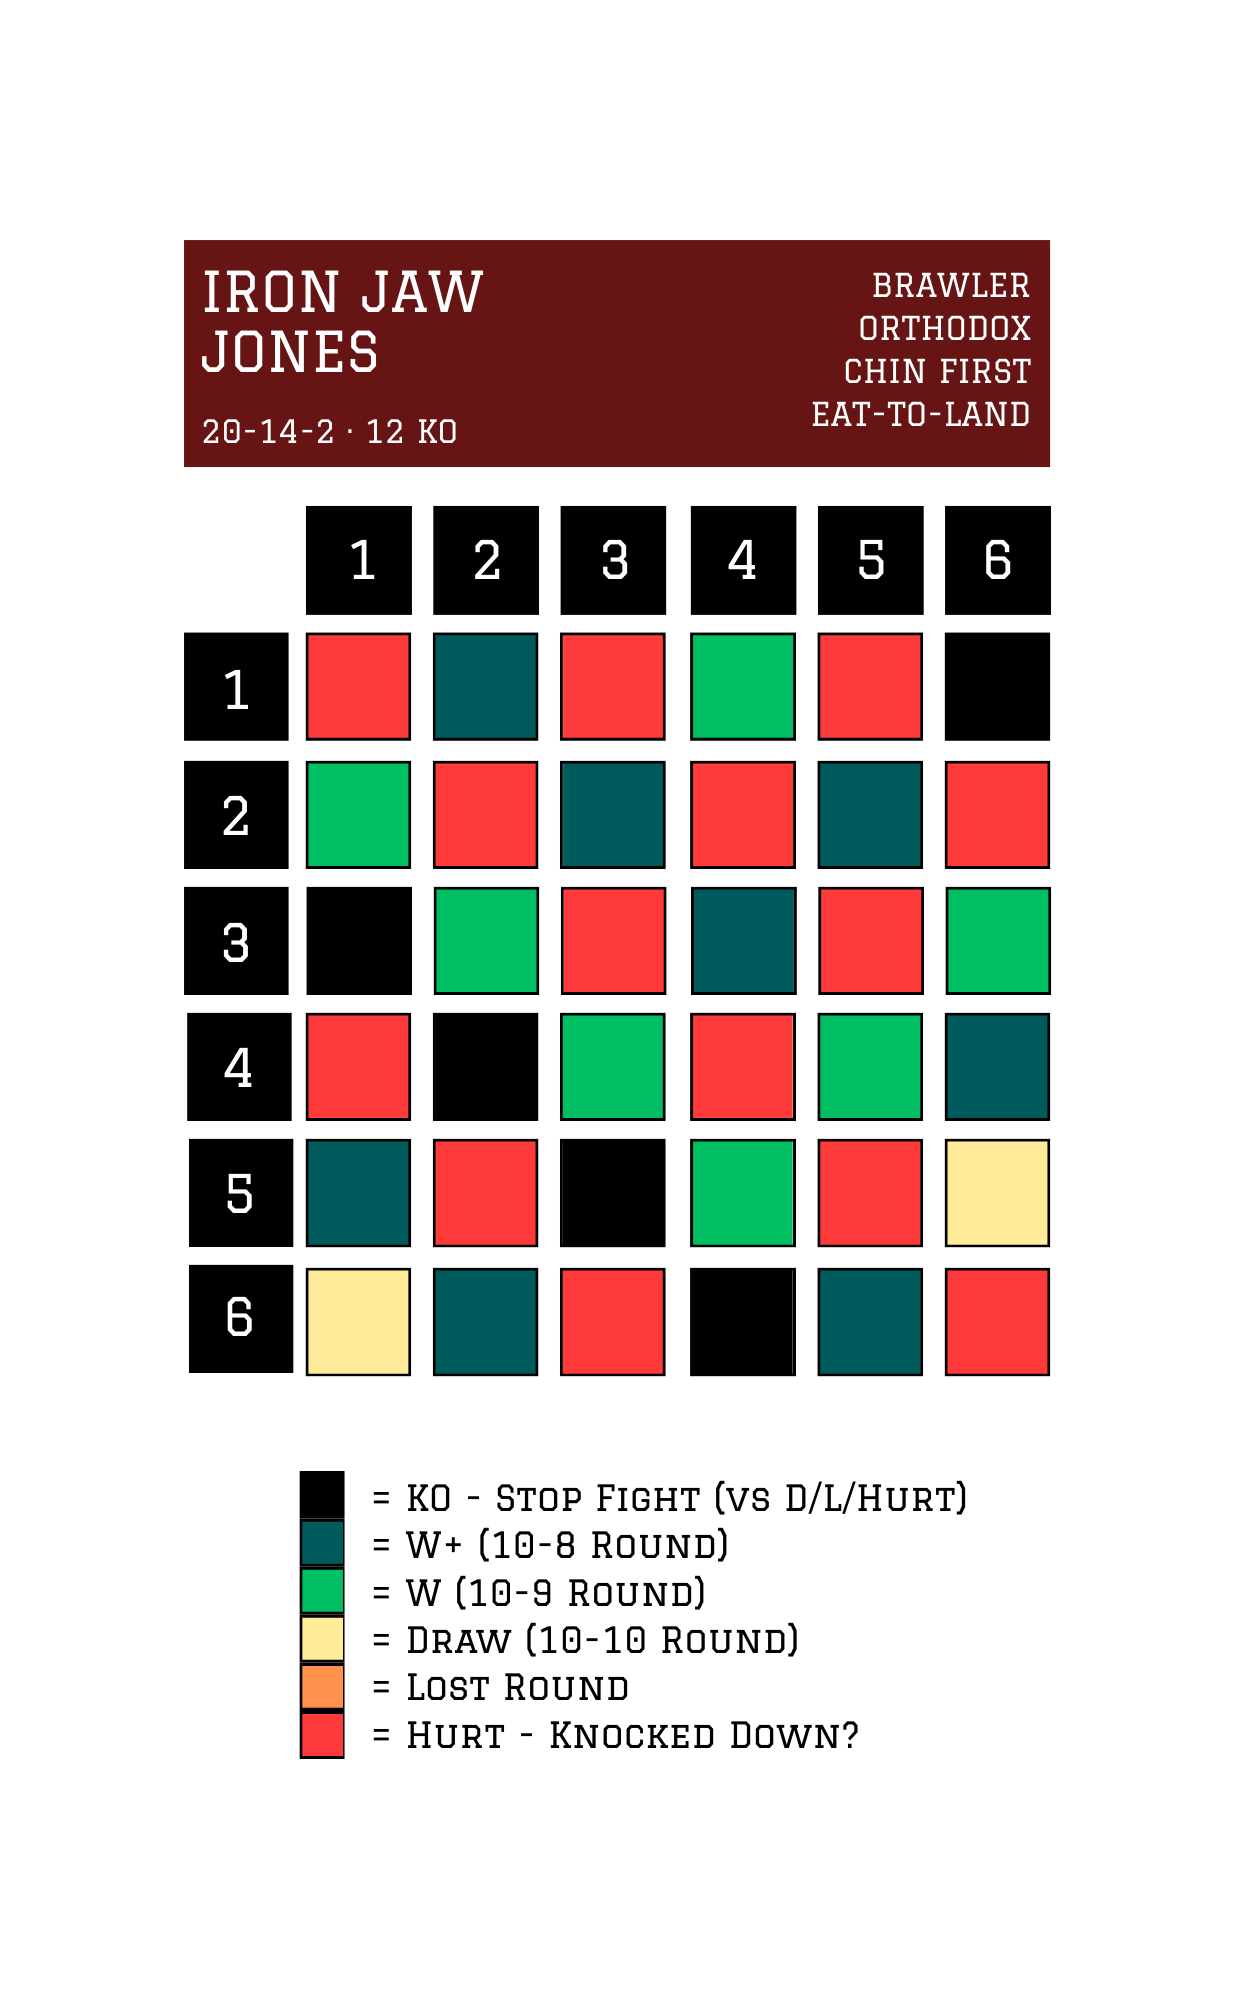 IRON JAW
JONES
20-14-2 · 12 KO
BRAWLER
ORTHODOX
CHIN FIRST
EAT-TO-LAND
1 2 3 4 5 6
1
2
3
4
5
6
= KO - Stop Fight (vs D/L/Hurt)
= W+ (10-8 Round)
= W (10-9 Round)
= Draw (10-10 Round)
= Lost Round
= Hurt - Knocked Down?